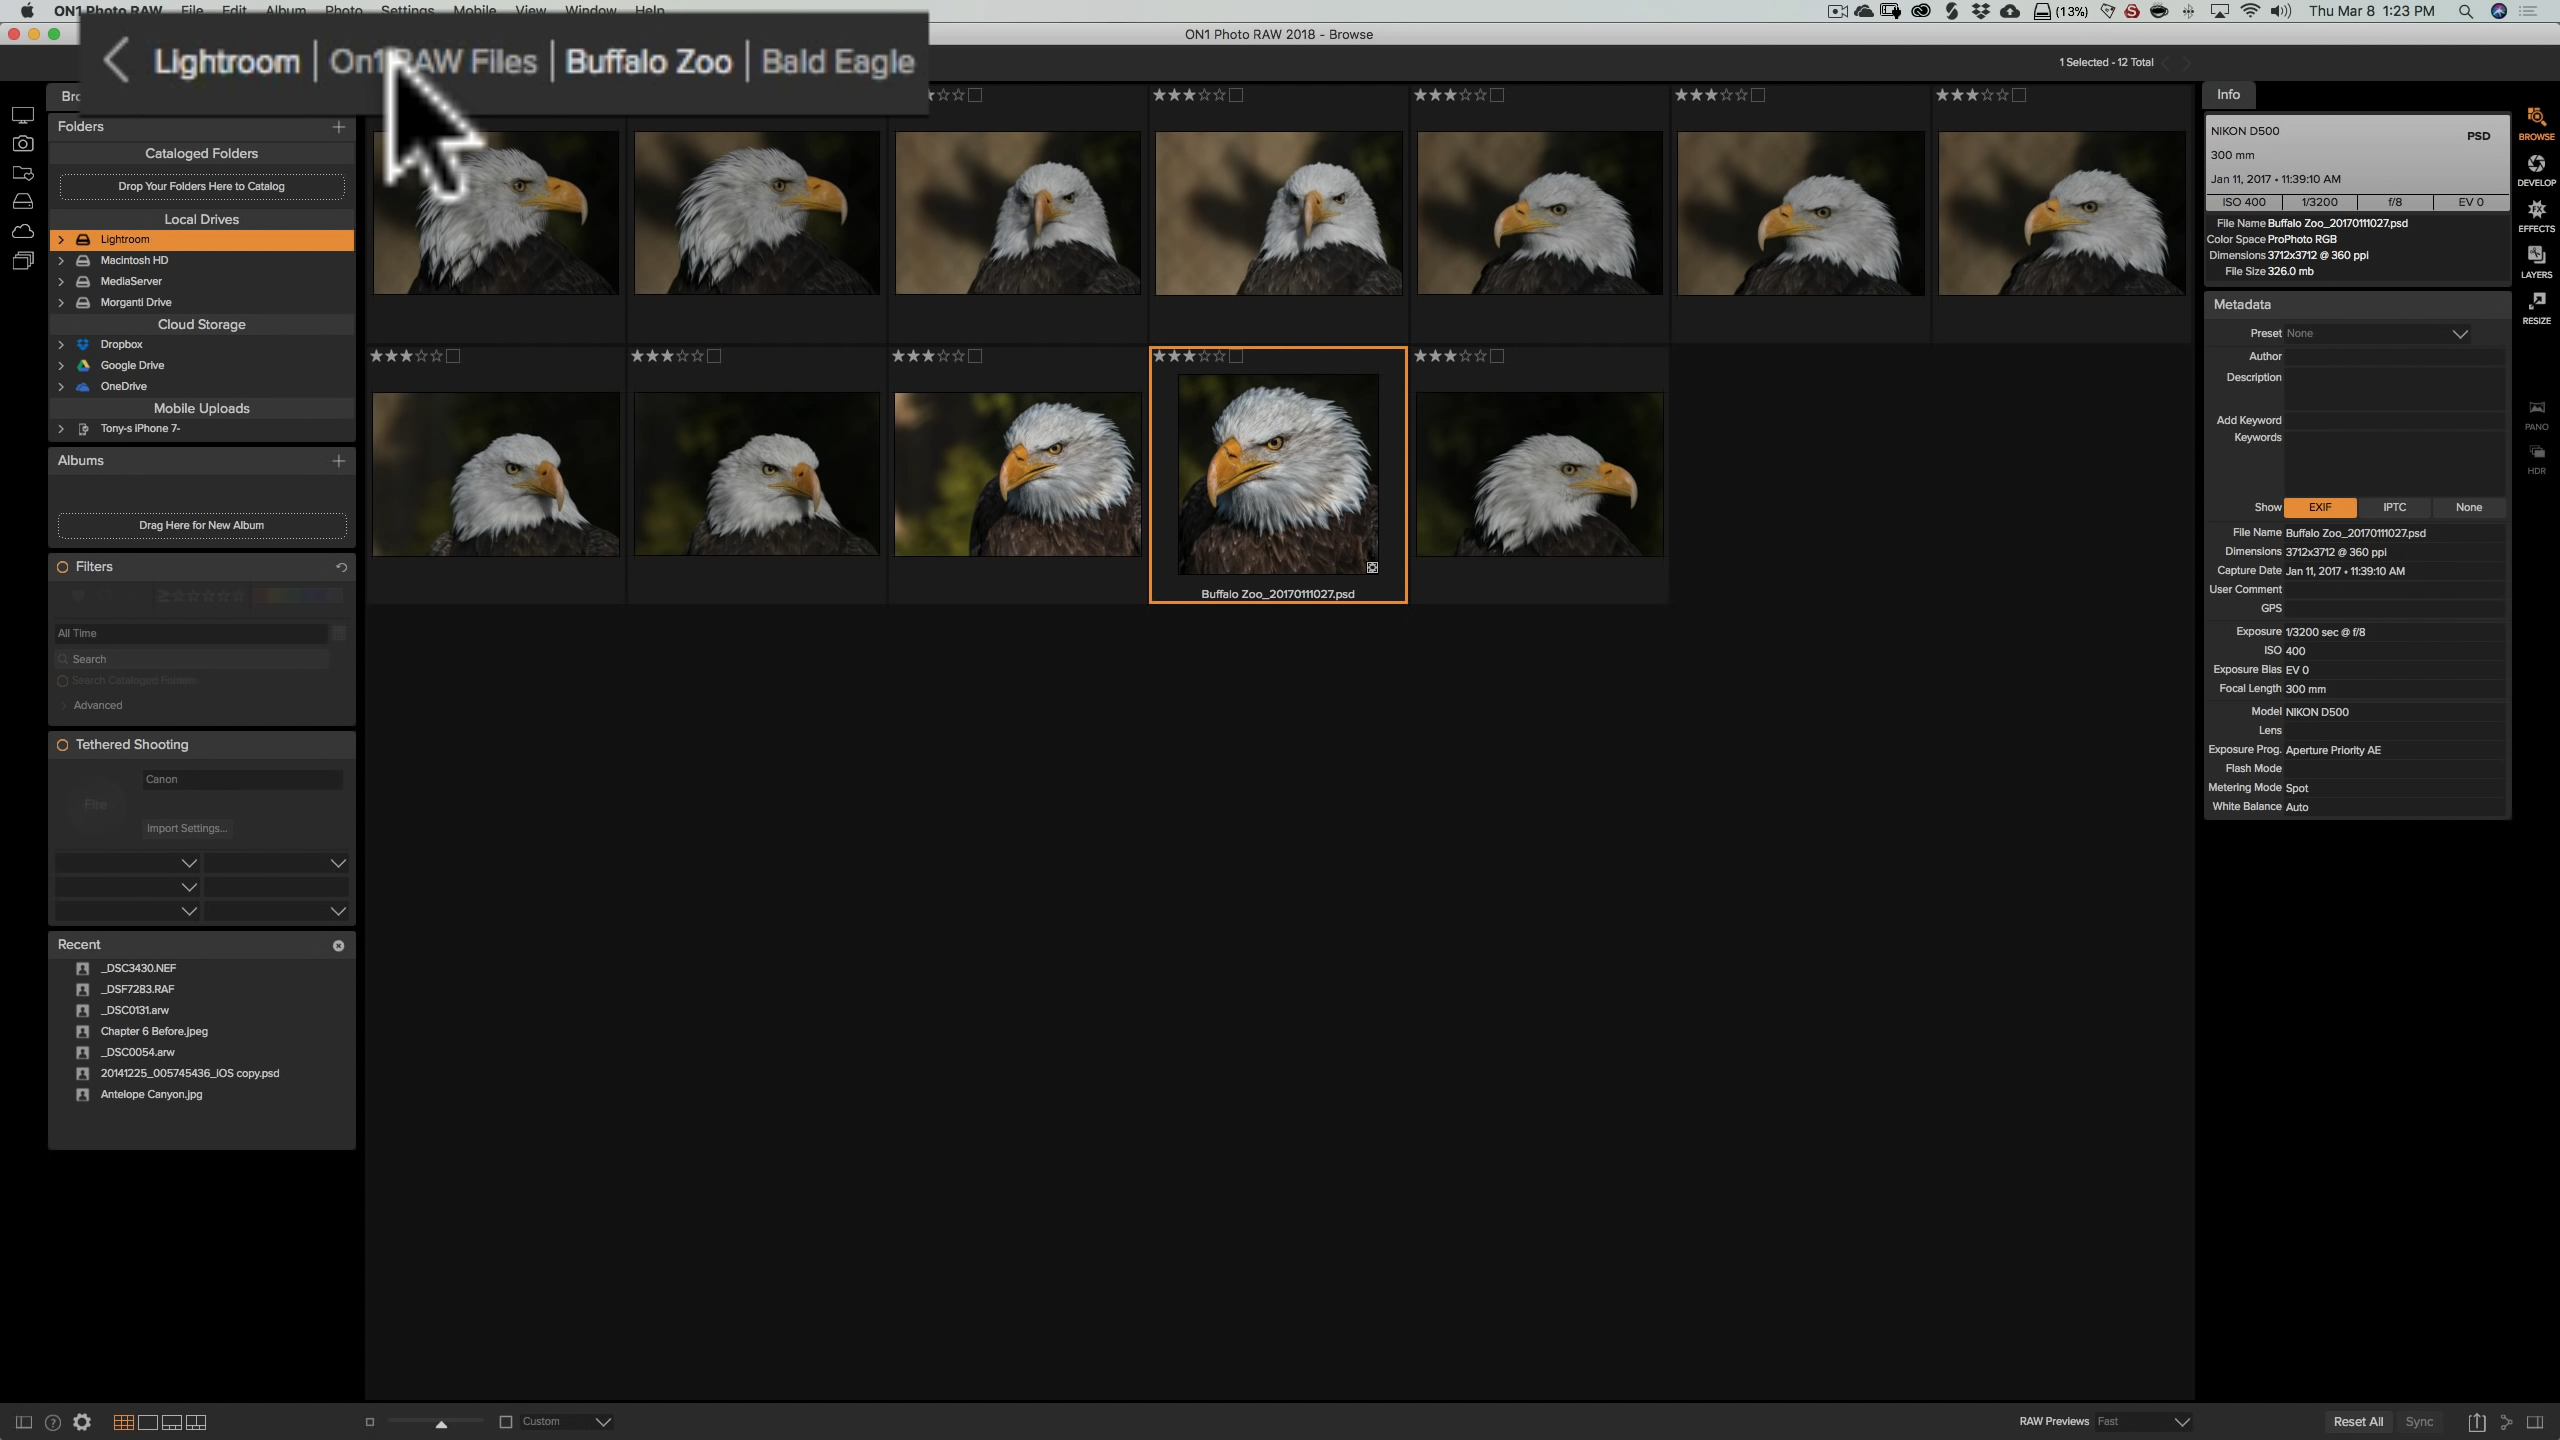 ON1 Photo RAW File Edit Album Photo Settings Mobile View Window Help (13%) Thu Mar 8 1:23 PM
ON1 Photo RAW 2018 - Browse
Lightroom | On1 RAW Files | Buffalo Zoo | Bald Eagle
1 Selected - 12 Total
Folders
Cataloged Folders
Drop Your Folders Here to Catalog
Local Drives
Lightroom
Macintosh HD
MediaServer
Morganti Drive
Cloud Storage
Dropbox
Google Drive
OneDrive
Mobile Uploads
Tony-s iPhone 7-
Albums
Drag Here for New Album
Filters
All Time
Search
Search Cataloged Folders
Advanced
Tethered Shooting
Canon
Fire
Import Settings...
Recent
_DSC3430.NEF
_DSF7283.RAF
_DSC0131.arw
Chapter 6 Before.jpeg
_DSC0054.arw
20141225_005745436_iOS copy.psd
Antelope Canyon.jpg
Buffalo Zoo_20170111027.psd
Info
NIKON D500 PSD
300 mm
Jan 11, 2017 • 11:39:10 AM
ISO 400 1/3200 f/8 EV 0
File Name Buffalo Zoo_20170111027.psd
Color Space ProPhoto RGB
Dimensions 3712x3712 @ 360 ppi
File Size 326.0 mb
Metadata
Preset None
Author
Description
Add Keyword
Keywords
Show EXIF IPTC None
File Name Buffalo Zoo_20170111027.psd
Dimensions 3712x3712 @ 360 ppi
Capture Date Jan 11, 2017 • 11:39:10 AM
User Comment
GPS
Exposure 1/3200 sec @ f/8
ISO 400
Exposure Bias EV 0
Focal Length 300 mm
Model NIKON D500
Lens
Exposure Prog. Aperture Priority AE
Flash Mode
Metering Mode Spot
White Balance Auto
BROWSE
DEVELOP
EFFECTS
LAYERS
RESIZE
PANO
HDR
Custom
RAW Previews Fast
Reset All Sync